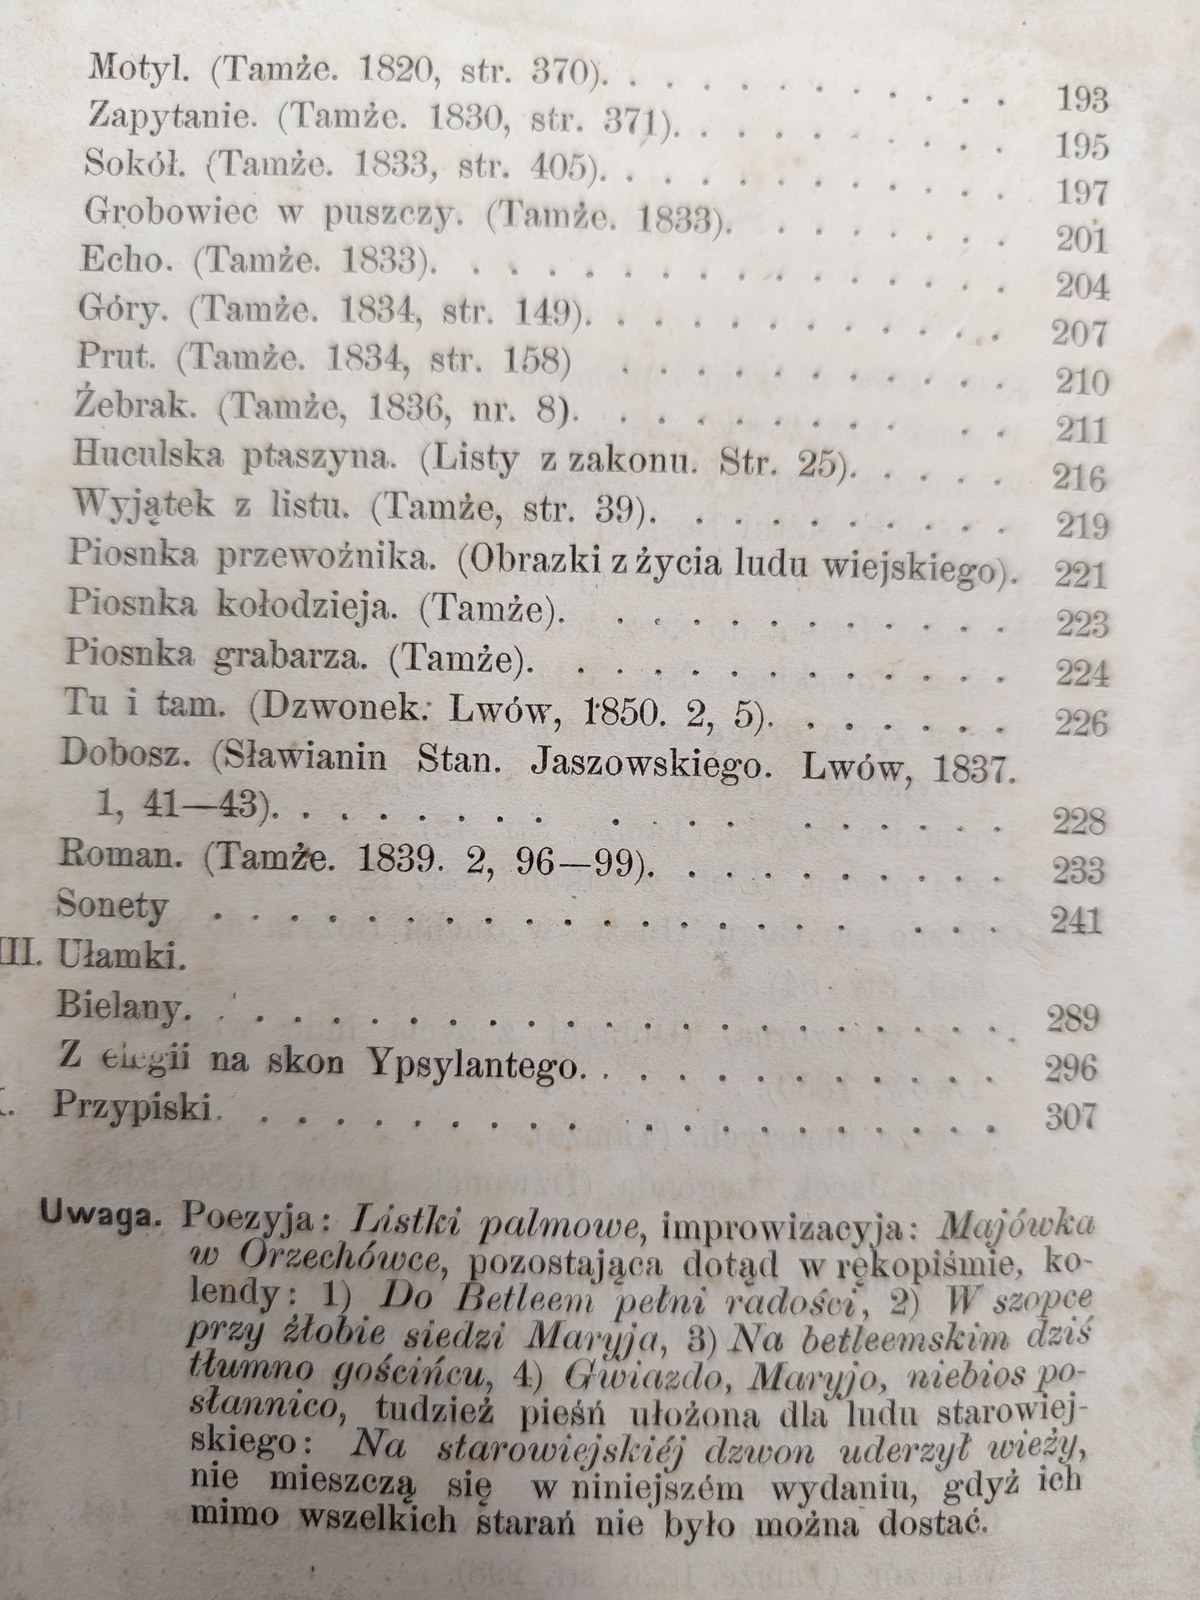 Motyl. (Tamże. 1820, str. 370). . . . . . . . . . . . 193
Zapytanie. (Tamże. 1830, str. 371). . . . . . . . . . 195
Sokół. (Tamże. 1833, str. 405). . . . . . . . . . . . 197
Grobowiec w puszczy. (Tamże. 1833). . . . . . . . 201
Echo. (Tamże. 1833). . . . . . . . . . . . . . . . 204
Góry. (Tamże. 1834, str. 149). . . . . . . . . . . . 207
Prut. (Tamże. 1834, str. 158) . . . . . . . . . . . 210
Żebrak. (Tamże, 1836, nr. 8). . . . . . . . . . . 211
Huculska ptaszyna. (Listy z zakonu. Str. 25). . . . . 216
Wyjątek z listu. (Tamże, str. 39). . . . . . . . . . 219
Piosnka przewoźnika. (Obrazki z życia ludu wiejskiego). 221
Piosnka kołodzieja. (Tamże). . . . . . . . . . . . 223
Piosnka grabarza. (Tamże). . . . . . . . . . . . . 224
Tu i tam. (Dzwonek. Lwów, 1850. 2, 5). . . . . . . 226
Dobosz. (Sławianin Stan. Jaszowskiego. Lwów, 1837.
1, 41—43). . . . . . . . . . . . . . . . . . 228
Roman. (Tamże. 1839. 2, 96—99). . . . . . . . . . 233
Sonety . . . . . . . . . . . . . . . . . . . . 241
III. Ułamki.
Bielany. . . . . . . . . . . . . . . . . . . . . . 289
Z elegii na skon Ypsylantego. . . . . . . . . . . . 296
Przypiski. . . . . . . . . . . . . . . . . . . . 307
Uwaga. Poezyja: Listki palmowe, improwizacyja: Majówka
w Orzechówce, pozostająca dotąd w rękopiśmie, ko-
lendy: 1) Do Betleem pełni radości, 2) W szopce
przy żłobie siedzi Maryja, 3) Na betleemskim dziś
tłumno gościńcu, 4) Gwiazdo, Maryjo, niebios po-
słannico, tudzież pieśń ułożona dla ludu starowiej-
skiego: Na starowiejskiéj dzwon uderzył wieży,
nie mieszczą się w niniejszém wydaniu, gdyż ich
mimo wszelkich starań nie było można dostać.